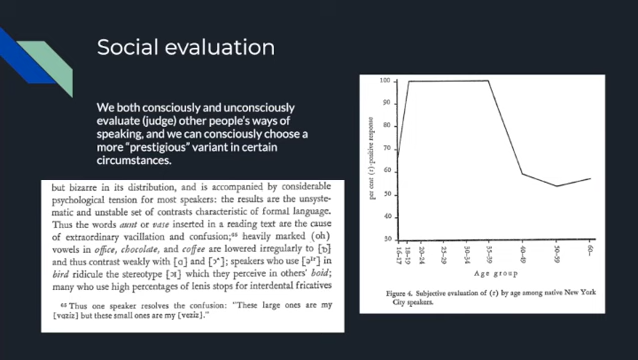 Social evaluation
We both consciously and unconsciously
evaluate (judge) other people's ways of
speaking, and we can consciously choose a
more "prestigious" variant in certain
circumstances.
but bizarre in its distribution, and is accompanied by considerable
psychological tension for most speakers: the results are the unsyste-
matic and unstable set of contrasts characteristic of formal language.
Thus the words aunt or vase inserted in a reading text are the cause
of extraordinary vacillation and confusion; heavily marked (oh)
vowels in office, chocolate, and coffee are lowered irregularly to
and thus contrast weakly with [ɑ] and speakers who use in
bird ridicule the stereotype which they perceive in others' boid;
many who use high percentages of lenis stops for interdental fricatives
Thus one speaker resolves the confusion: "These large ones are my
[vɑziz] but these small ones are my [veziz]."
per cent (r)-positive response
100
90
80
70
60
50
40
30
16-17
18-19
20-24
25-29
30-34
35-39
40-49
50-59
60-
Age group
Figure 4. Subjective evaluation of (r) by age among native New York
City speakers.